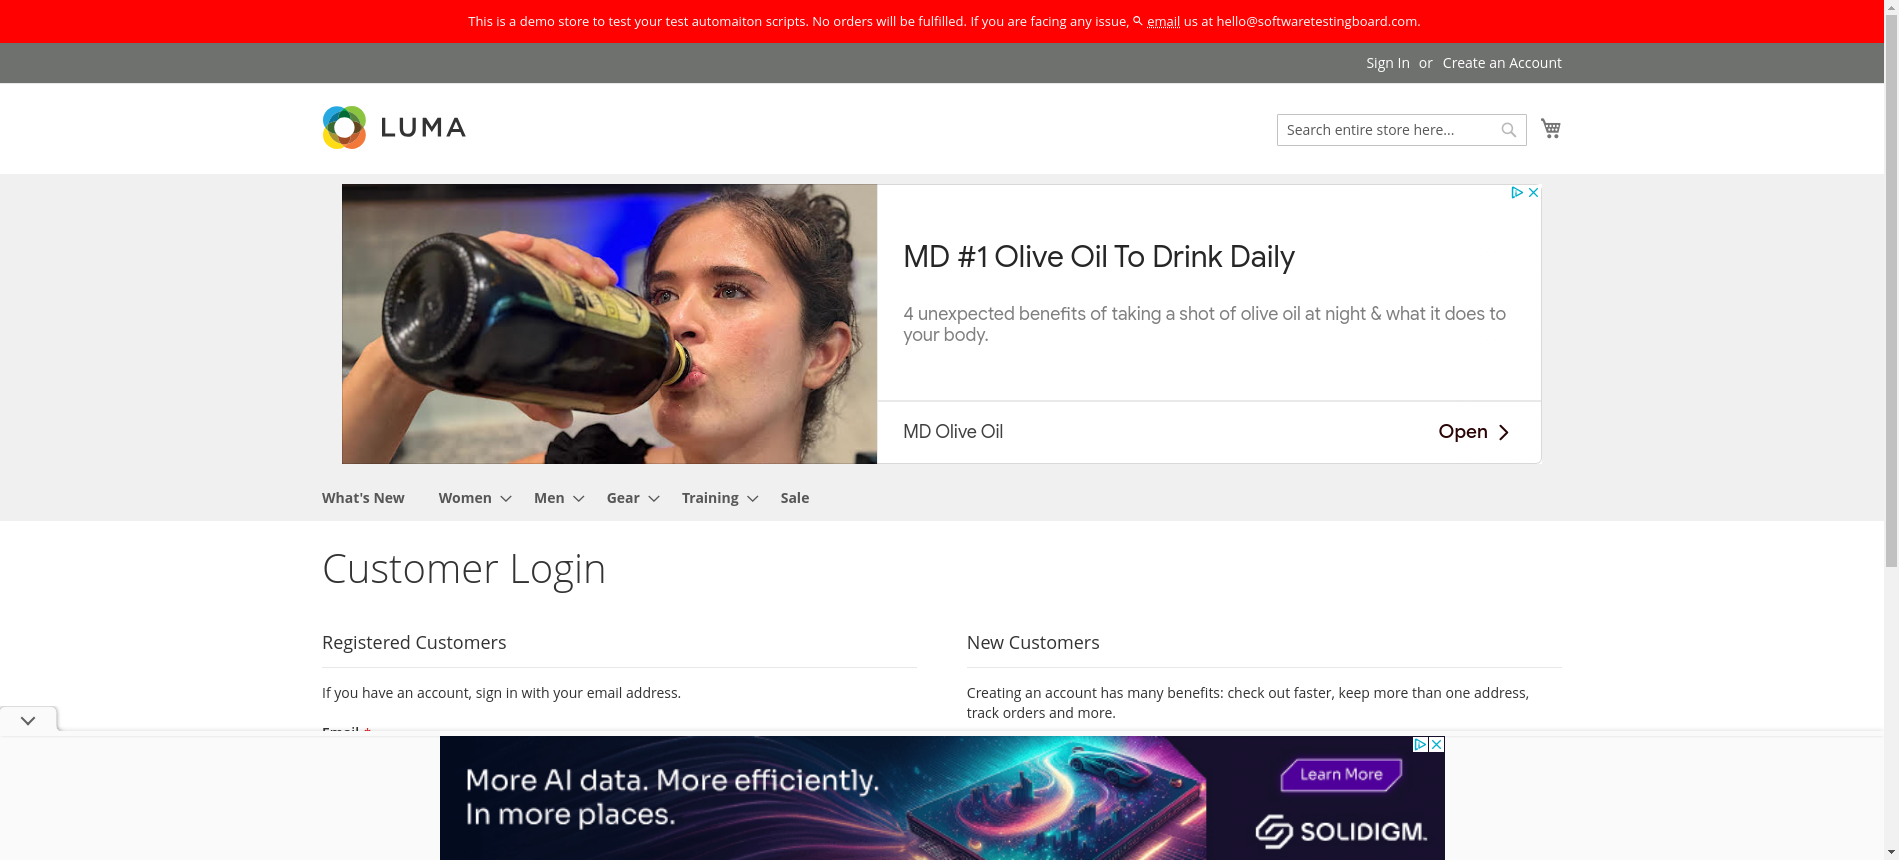 This is a demo store to test your test automaiton scripts. No orders will be fulfilled. If you are facing any issue, email us at hello@softwaretestingboard.com.
Sign In or Create an Account
LUMA
Search entire store here...
MD #1 Olive Oil To Drink Daily
4 unexpected benefits of taking a shot of olive oil at night & what it does to
your body.
MD Olive Oil
Open
What's New Women Men Gear Training Sale
Customer Login
Registered Customers
If you have an account, sign in with your email address.
Email *
New Customers
Creating an account has many benefits: check out faster, keep more than one address,
track orders and more.
More AI data. More efficiently.
In more places.
Learn More
SOLIDIGM.